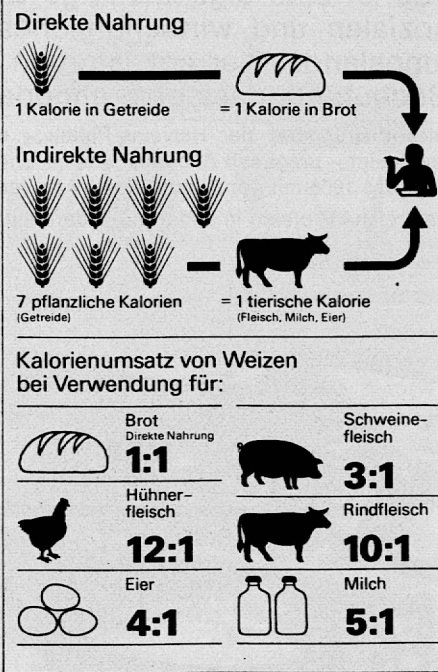 Direkte Nahrung
1 Kalorie in Getreide = 1 Kalorie in Brot
Indirekte Nahrung
7 pflanzliche Kalorien = 1 tierische Kalorie
(Getreide) (Fleisch, Milch, Eier)
Kalorienumsatz von Weizen
bei Verwendung für:
Brot
Direkte Nahrung
1:1
Schweine-
fleisch
3:1
Hühner-
fleisch
12:1
Rindfleisch
10:1
Eier
4:1
Milch
5:1